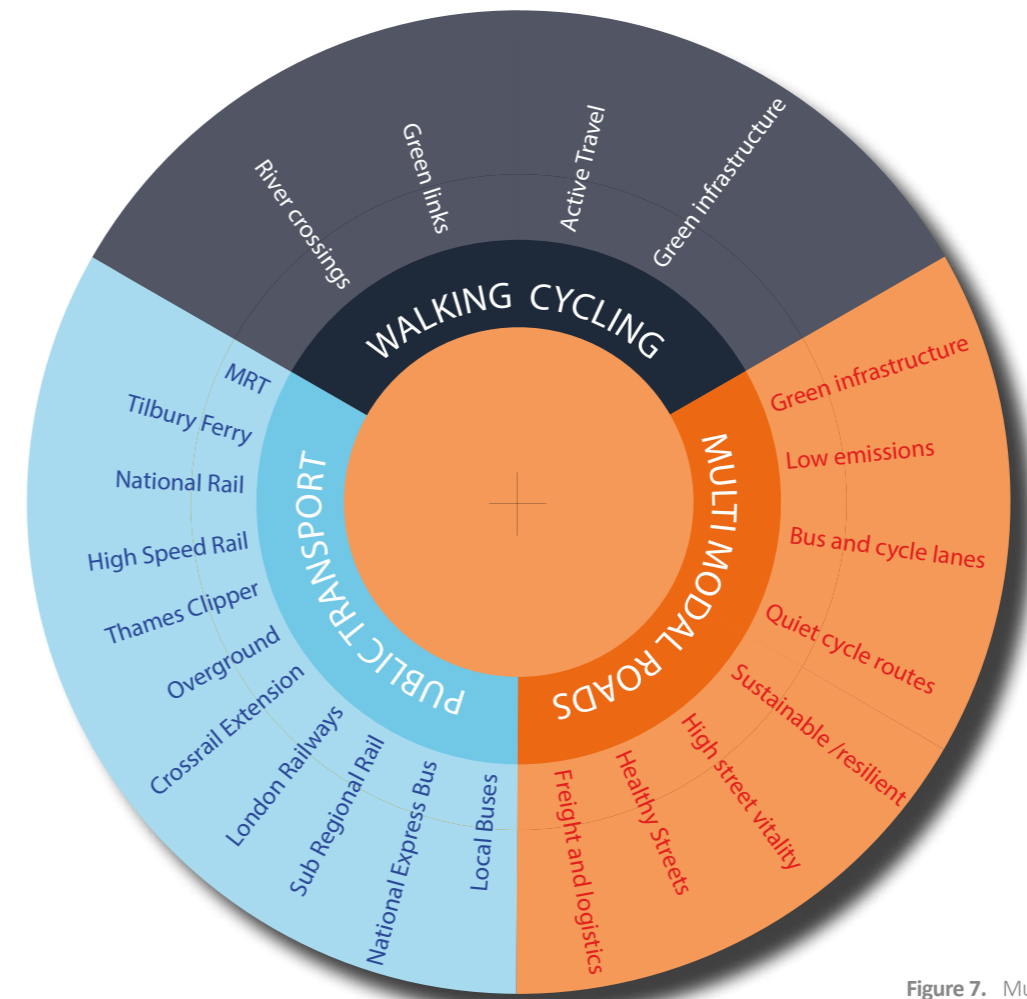 River crossings
Green links
Active Travel
Green infrastructure
WALKING CYCLING
Green infrastructure
Low emissions
Bus and cycle lanes
Quiet cycle routes
Sustainable /resilient
High street vitality
Healthy Streets
Freight and logistics
MULTI MODAL ROADS
MRT
Tilbury Ferry
National Rail
High Speed Rail
Thames Clipper
Overground
Crossrail Extension
London Railways
Sub Regional Rail
National Express Bus
Local Buses
PUBLIC TRANSPORT
Figure 7.